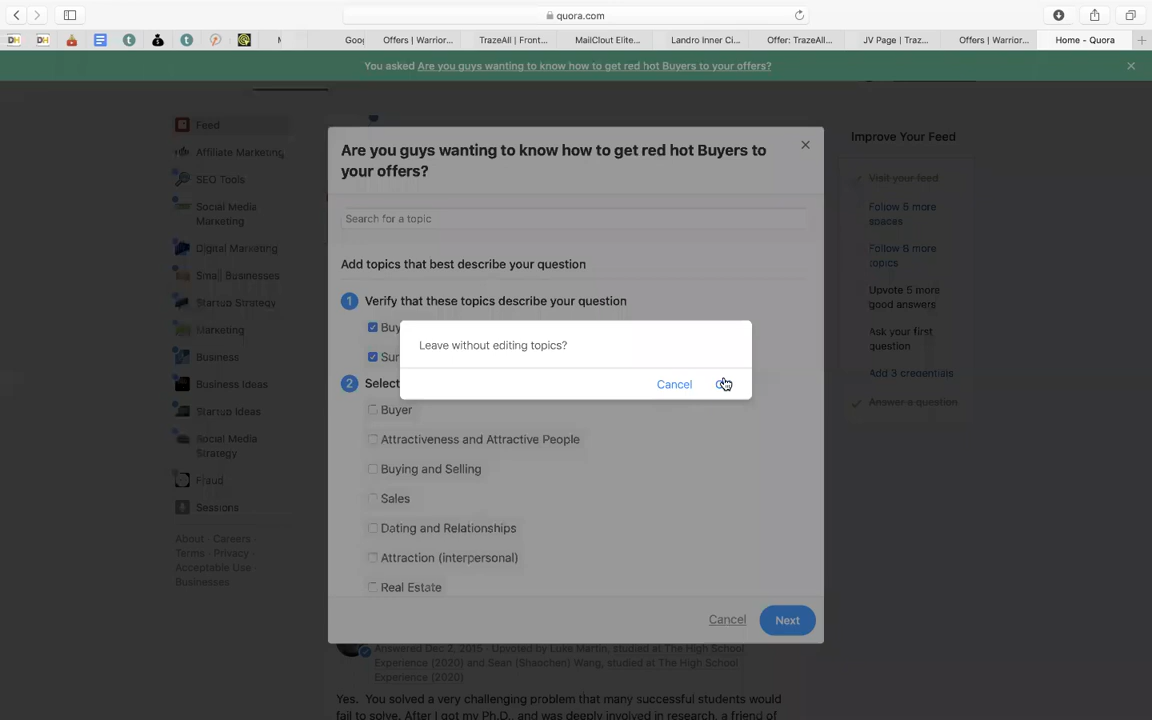 quora.com
Goo
Offers | Warrior...
TrazeAll | Front...
MailClout Elite...
Landro Inner Ci...
Offer: TrazeAll...
JV Page | Traz...
Offers | Warrior...
Home - Quora
You asked Are you guys wanting to know how to get red hot Buyers to your offers?
Feed
Affiliate Marketing
SEO Tools
Social Media
Marketing
Digital Marketing
Small Businesses
Startup Strategy
Marketing
Business
Business Ideas
Startup Ideas
Social Media
Strategy
Fraud
Sessions
About · Careers ·
Terms · Privacy ·
Acceptable Use ·
Businesses
Are you guys wanting to know how to get red hot Buyers to
your offers?
Search for a topic
Add topics that best describe your question
1 Verify that these topics describe your question
Buy
Sur
2 Select
Buyer
Attractiveness and Attractive People
Buying and Selling
Sales
Dating and Relationships
Attraction (interpersonal)
Real Estate
Cancel
Next
Leave without editing topics?
Cancel
Improve Your Feed
Visit your feed
Follow 5 more
spaces
Follow 8 more
topics
Upvote 5 more
good answers
Ask your first
question
Add 3 credentials
Answer a question
Answered Dec 2, 2015 · Upvoted by Luke Martin, studied at The High School
Experience (2020) and Sean (Shaochen) Wang, studied at The High School
Experience (2020)
Yes. You solved a very challenging problem that many successful students would
fail to solve. After I got my Ph.D., and was deeply involved in research, a friend of